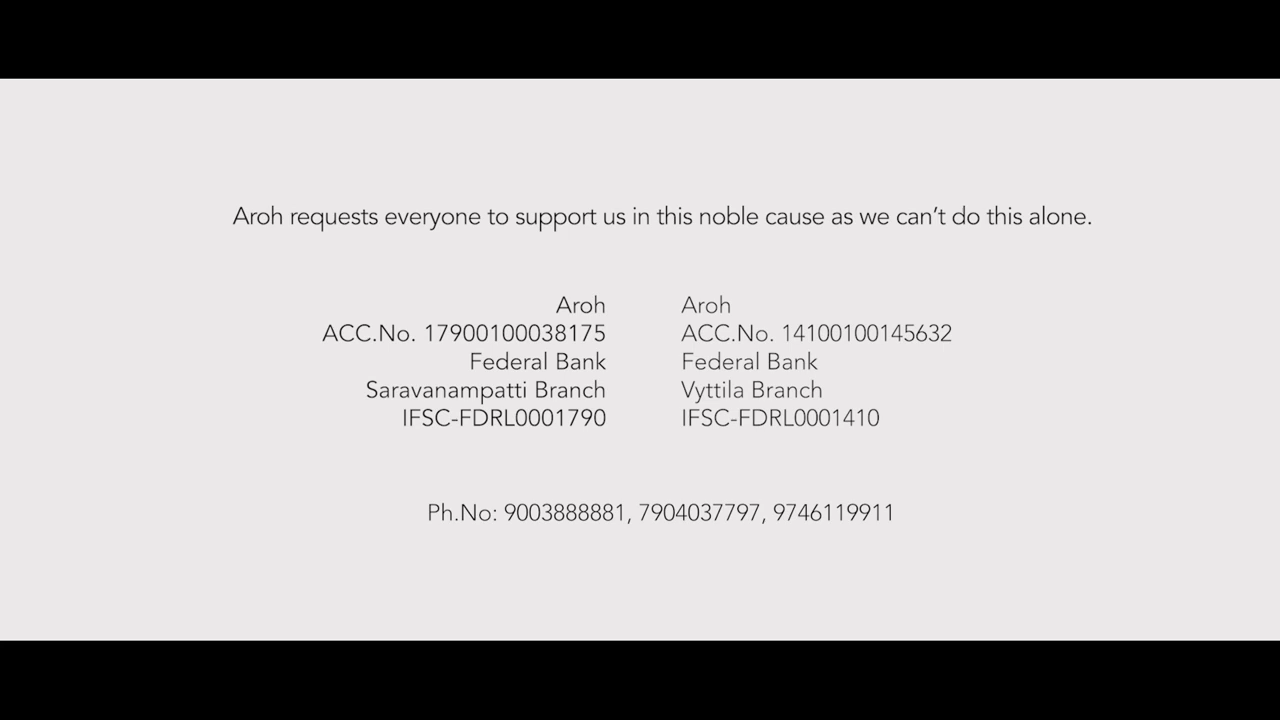 Aroh requests everyone to support us in this noble cause as we can't do this alone.
Aroh
ACC.No. 17900100038175
Federal Bank
Saravanampatti Branch
IFSC-FDRL0001790
Aroh
ACC.No. 14100100145632
Federal Bank
Vyttila Branch
IFSC-FDRL0001410
Ph.No: 9003888881, 7904037797, 9746119911